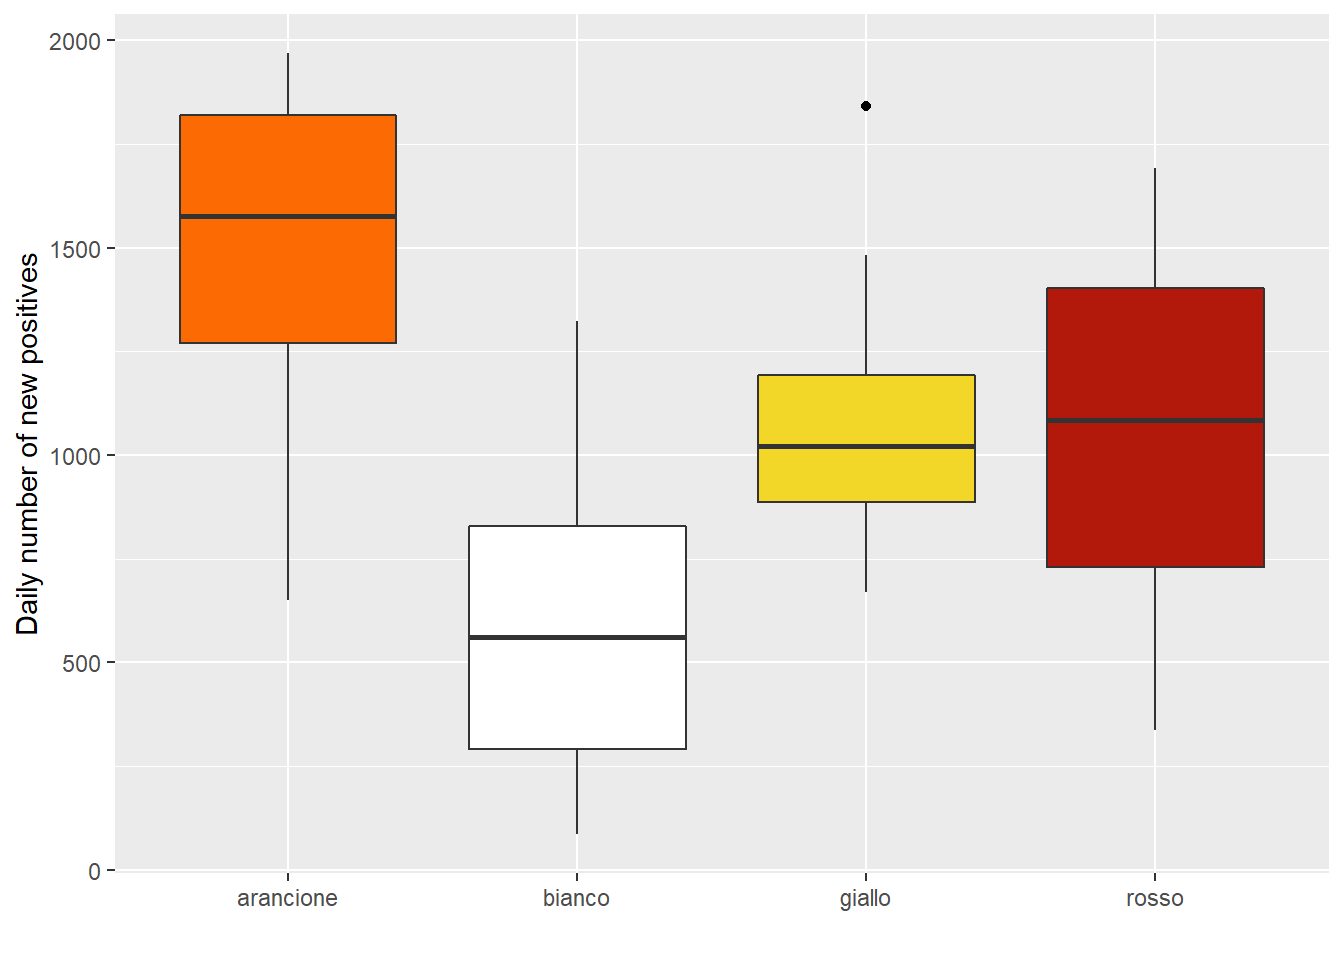 Daily number of new positives
2000
1500
1000
500
0
arancione
bianco
giallo
rosso